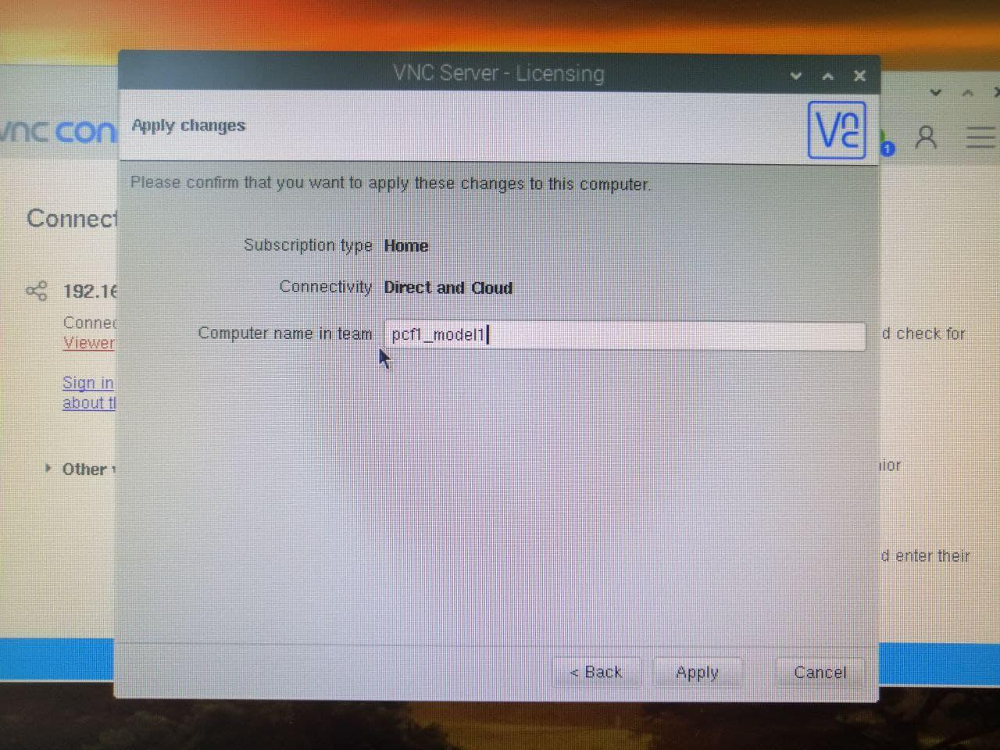 VNC Server - Licensing
Apply changes
VNC
Please confirm that you want to apply these changes to this computer.
Subscription type Home
Connectivity Direct and Cloud
Computer name in team pcf1_model1
< Back Apply Cancel
vnc con
1
Connect
192.16
Connec
Viewer
Sign in
about th
Other
d check for
d enter their